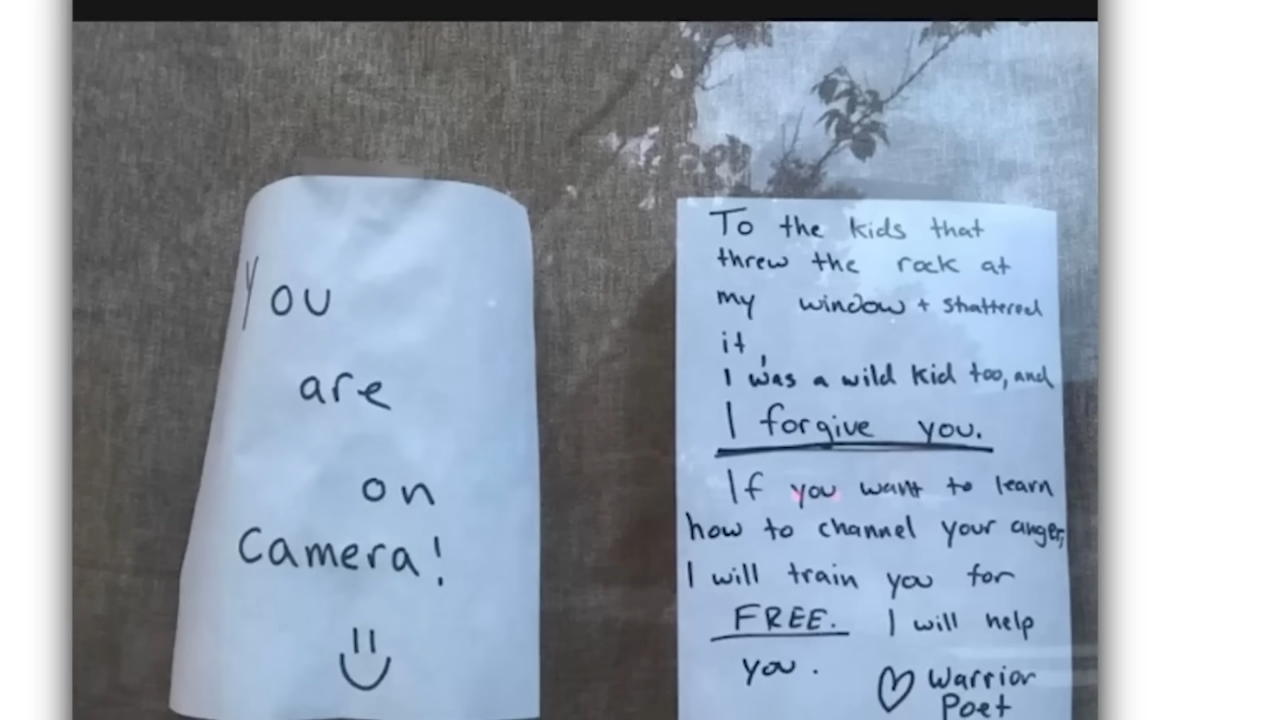 You
are
on
Camera!
To the kids that
threw the rock at
my window + shattered
it,
I was a wild kid too, and
I forgive you.
If you want to learn
how to channel your anger,
I will train you for
FREE. I will help
you. ♡ Warrior
Poet